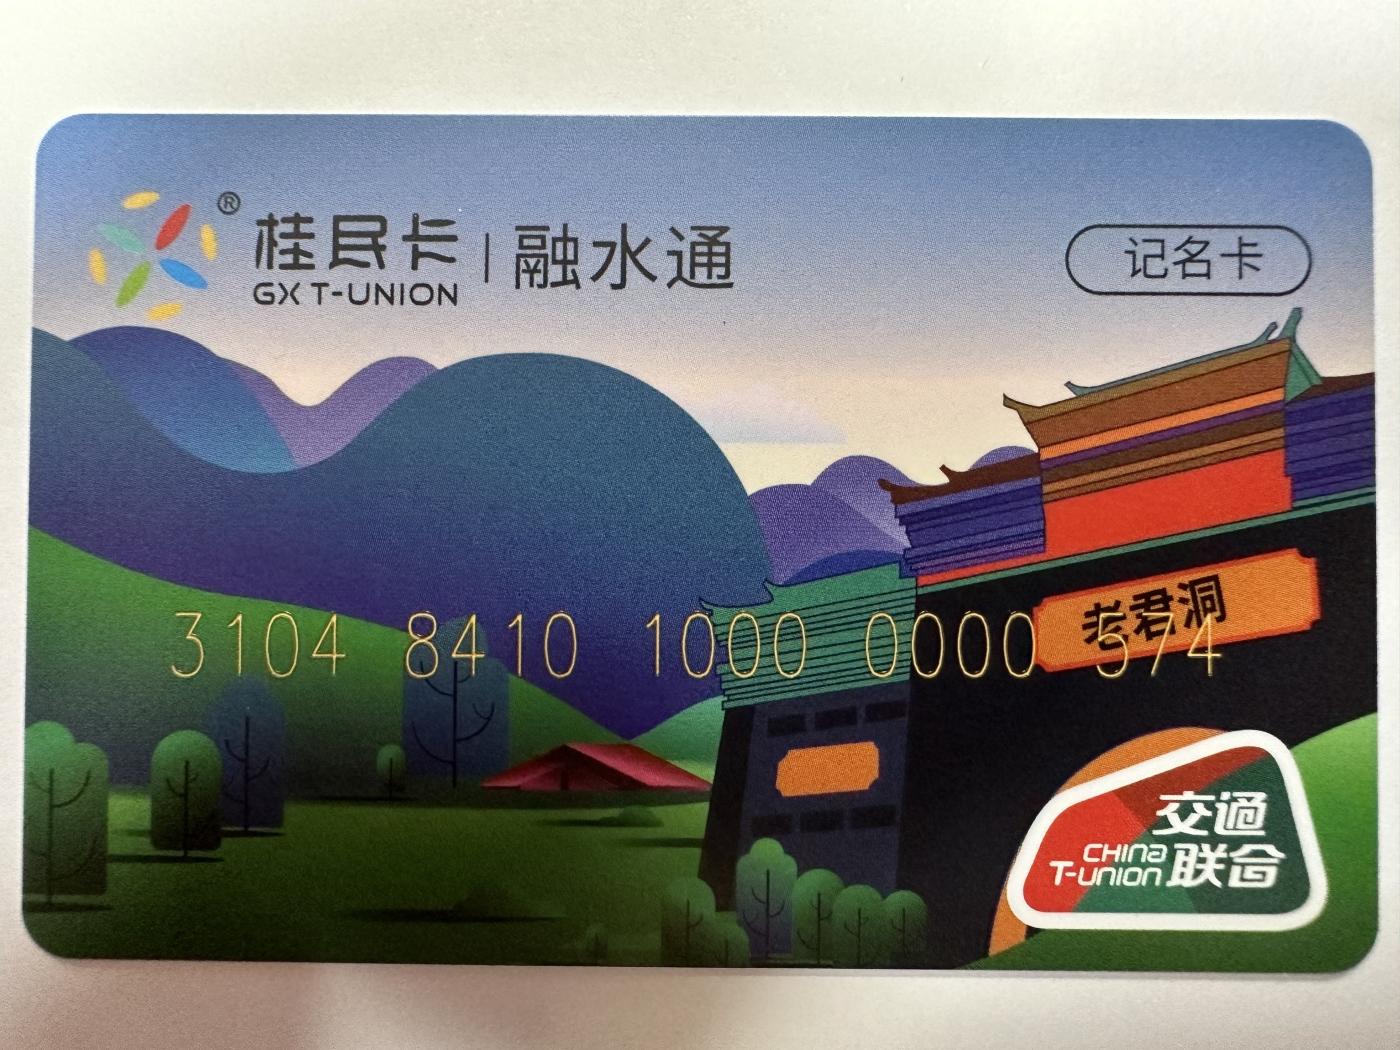 ® 桂民卡 | 融水通
GX T-UNION
记名卡
老君洞
3104 8410 1000 0000 574
交通
CHINA 联合
T-UNION